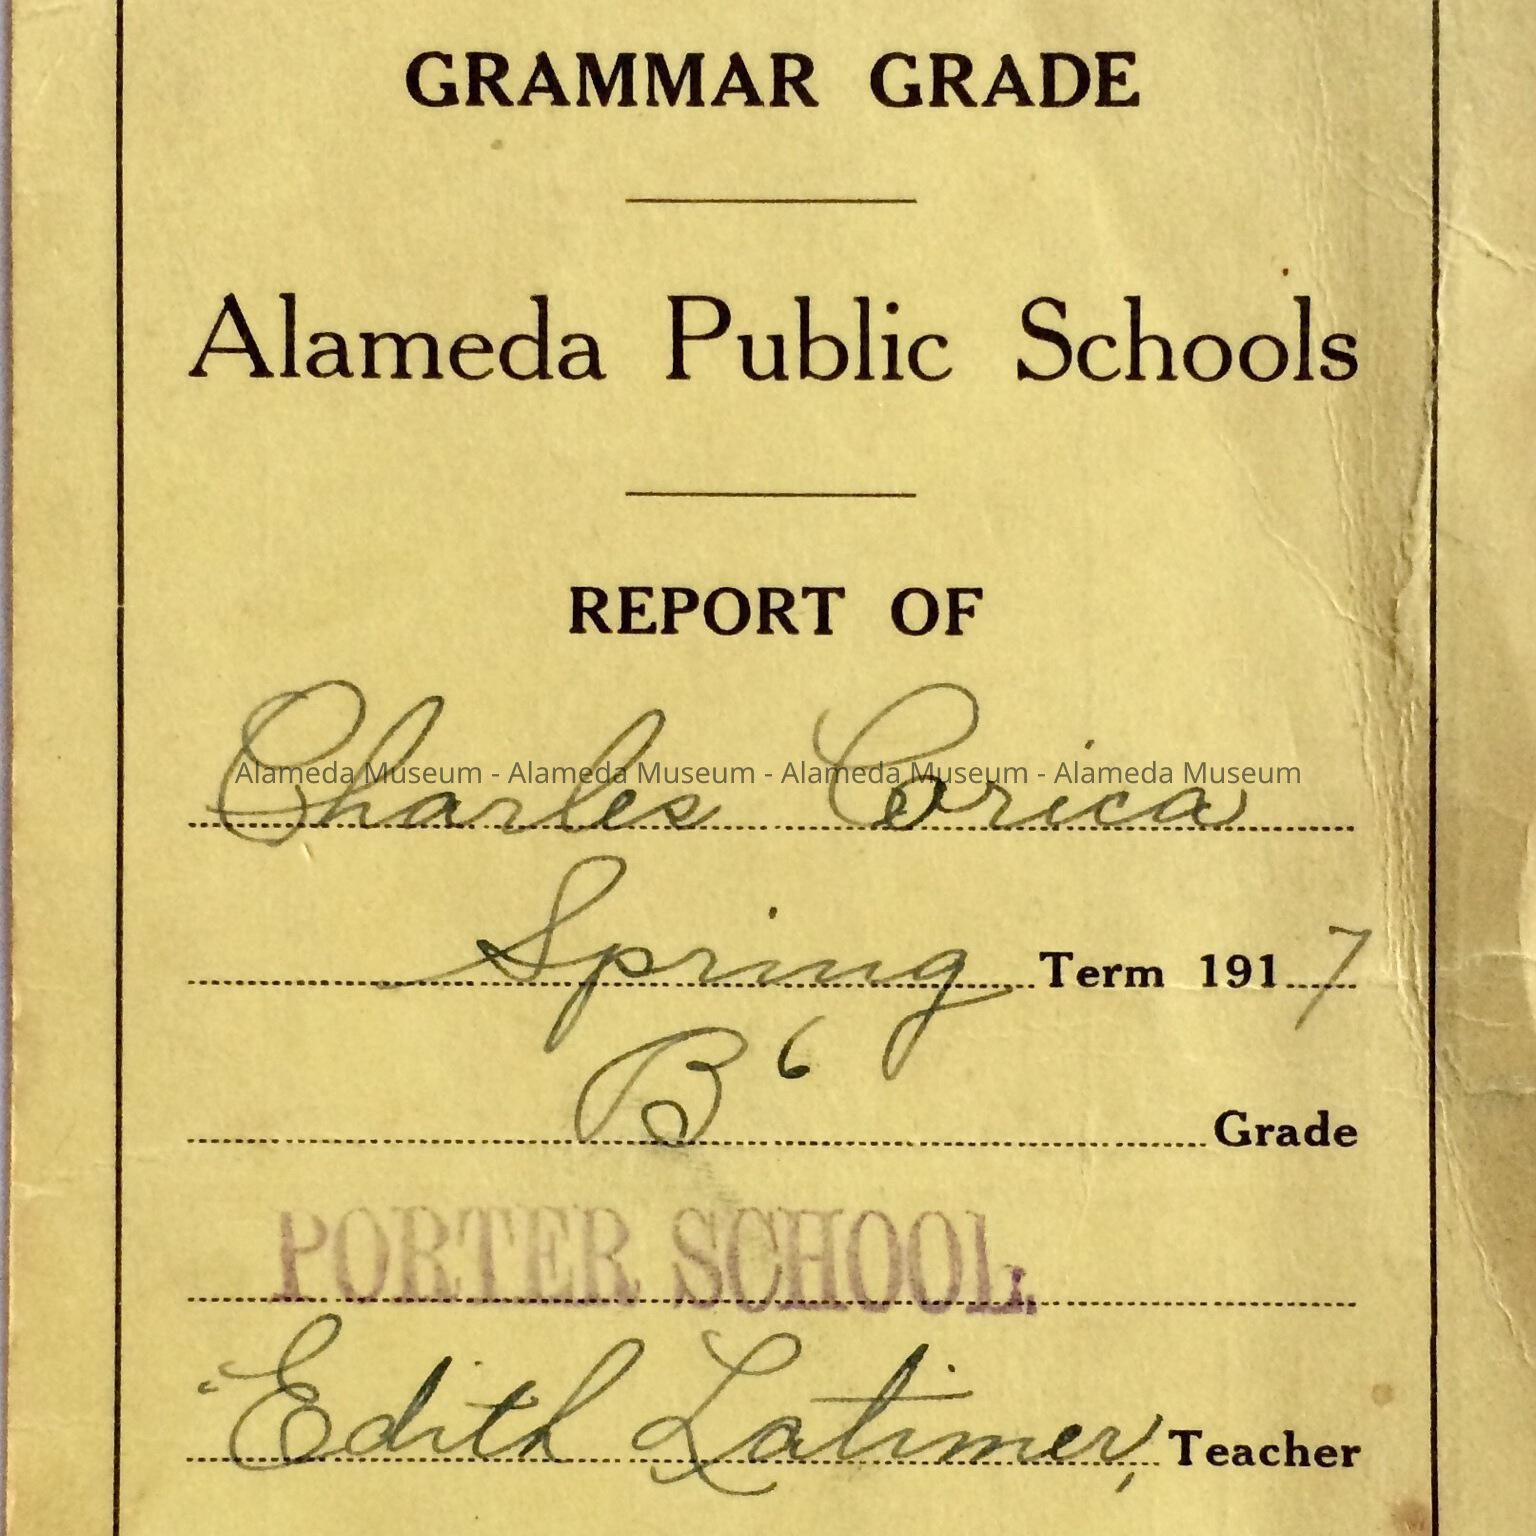 GRAMMAR GRADE
Alameda Public Schools
REPORT OF
Alameda Museum - Alameda Museum - Alameda Museum - Alameda Museum
Charles Corica
Spring Term 1917
B6 Grade
PORTER SCHOOL
Edith Latimer, Teacher